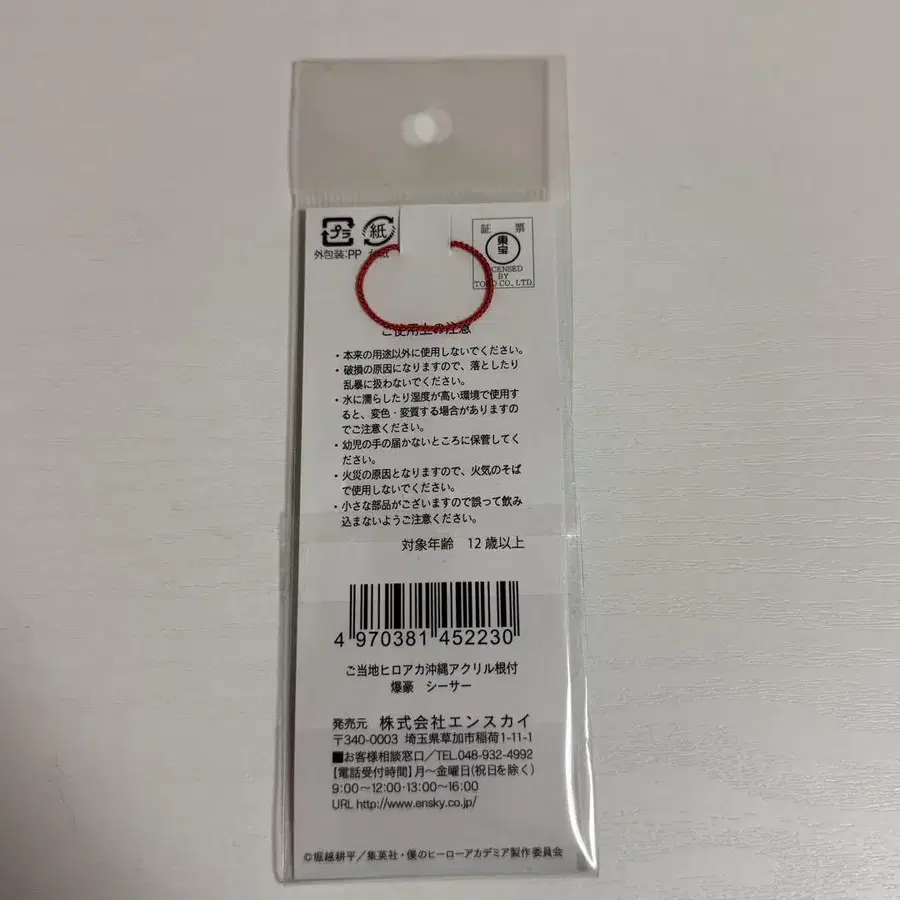 プラ 紙 証 票
外包装:PP 東宝
LICENSED
BY
TOHO CO., LTD.
ご使用上の注意
・本来の用途以外に使用しないでください。
・破損の原因になりますので、落としたり
乱暴に扱わないでください。
・水に濡らしたり湿度が高い環境で使用す
ると、変色・変質する場合がありますの
でご注意ください。
・幼児の手の届かないところに保管してく
ださい。
・火災の原因となりますので、火気のそば
で使用しないでください。
・小さな部品がございますので誤って飲み
込まないようご注意ください。
対象年齢 12歳以上
4 970381 452230
ご当地ヒロアカ沖縄アクリル根付
爆豪 シーサー
発売元 株式会社エンスカイ
〒340-0003 埼玉県草加市稲荷1-11-1
■お客様相談窓口/TEL.048-932-4992
【電話受付時間】月〜金曜日(祝日を除く)
9:00〜12:00・13:00〜16:00
URL http://www.ensky.co.jp/
©堀越耕平/集英社・僕のヒーローアカデミア製作委員会